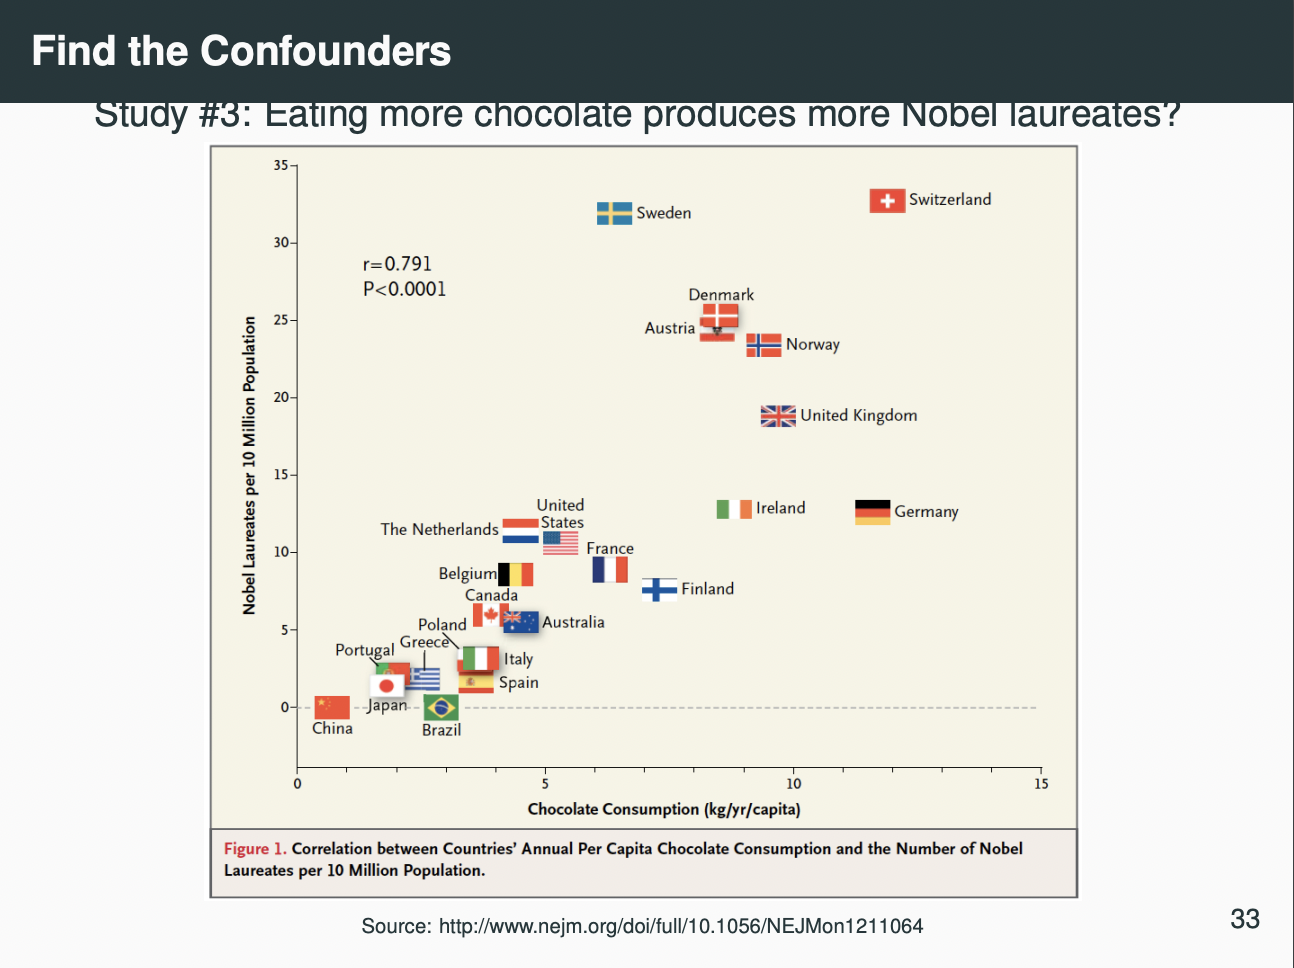 Find the Confounders
Study #3: Eating more chocolate produces more Nobel laureates?
35
Switzerland
Sweden
30
r=0.791
P<0.0001
Denmark
25
Austria
Norway
Nobel Laureates per 10 Million Population
20
United Kingdom
15
United
States
Ireland
Germany
The Netherlands
10
France
Belgium
Finland
Canada
5
Poland
Australia
Portugal
Greece
Italy
Spain
0
Japan
China
Brazil
0
5
10
15
Chocolate Consumption (kg/yr/capita)
Figure 1. Correlation between Countries’ Annual Per Capita Chocolate Consumption and the Number of Nobel
Laureates per 10 Million Population.
Source: http://www.nejm.org/doi/full/10.1056/NEJMon1211064
33